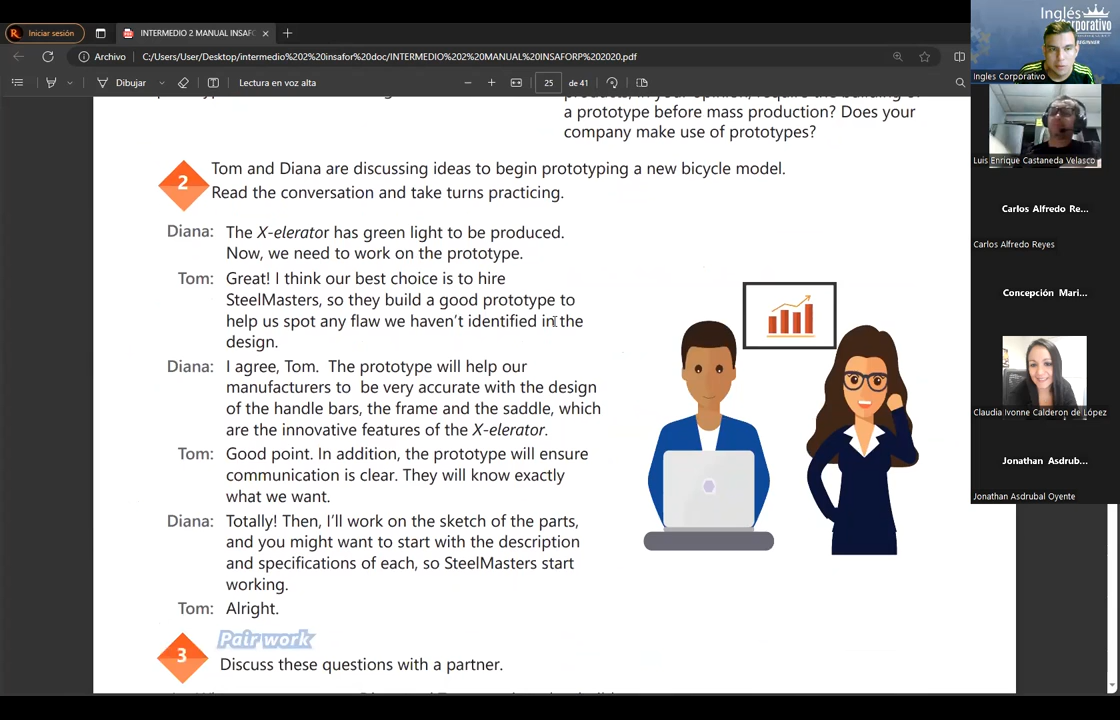 Iniciar sesión
INTERMEDIO 2 MANUAL INSAF
Archivo
C:/Users/User/Desktop/intermedio%202%20insafor%20doc/INTERMEDIO%202%20MANUAL%20INSAFORP%202020.pdf
Dibujar
Lectura en voz alta
25
de 41
a prototype before mass production? Does your
company make use of prototypes?
2
Tom and Diana are discussing ideas to begin prototyping a new bicycle model.
Read the conversation and take turns practicing.
Diana: The X-elerator has green light to be produced.
Now, we need to work on the prototype.
Tom: Great! I think our best choice is to hire
SteelMasters, so they build a good prototype to
help us spot any flaw we haven't identified in the
design.
Diana: I agree, Tom. The prototype will help our
manufacturers to be very accurate with the design
of the handle bars, the frame and the saddle, which
are the innovative features of the X-elerator.
Tom: Good point. In addition, the prototype will ensure
communication is clear. They will know exactly
what we want.
Diana: Totally! Then, I'll work on the sketch of the parts,
and you might want to start with the description
and specifications of each, so SteelMasters start
working.
Tom: Alright.
Pair work
3
Discuss these questions with a partner.
Inglés
Corporativo
BEGINNER
Ingles Corporativo
Luis Enrique Castaneda Velasco
Carlos Alfredo Re...
Carlos Alfredo Reyes
Concepción Mari...
Claudia Ivonne Calderon de López
Jonathan Asdrub...
Jonathan Asdrubal Oyente